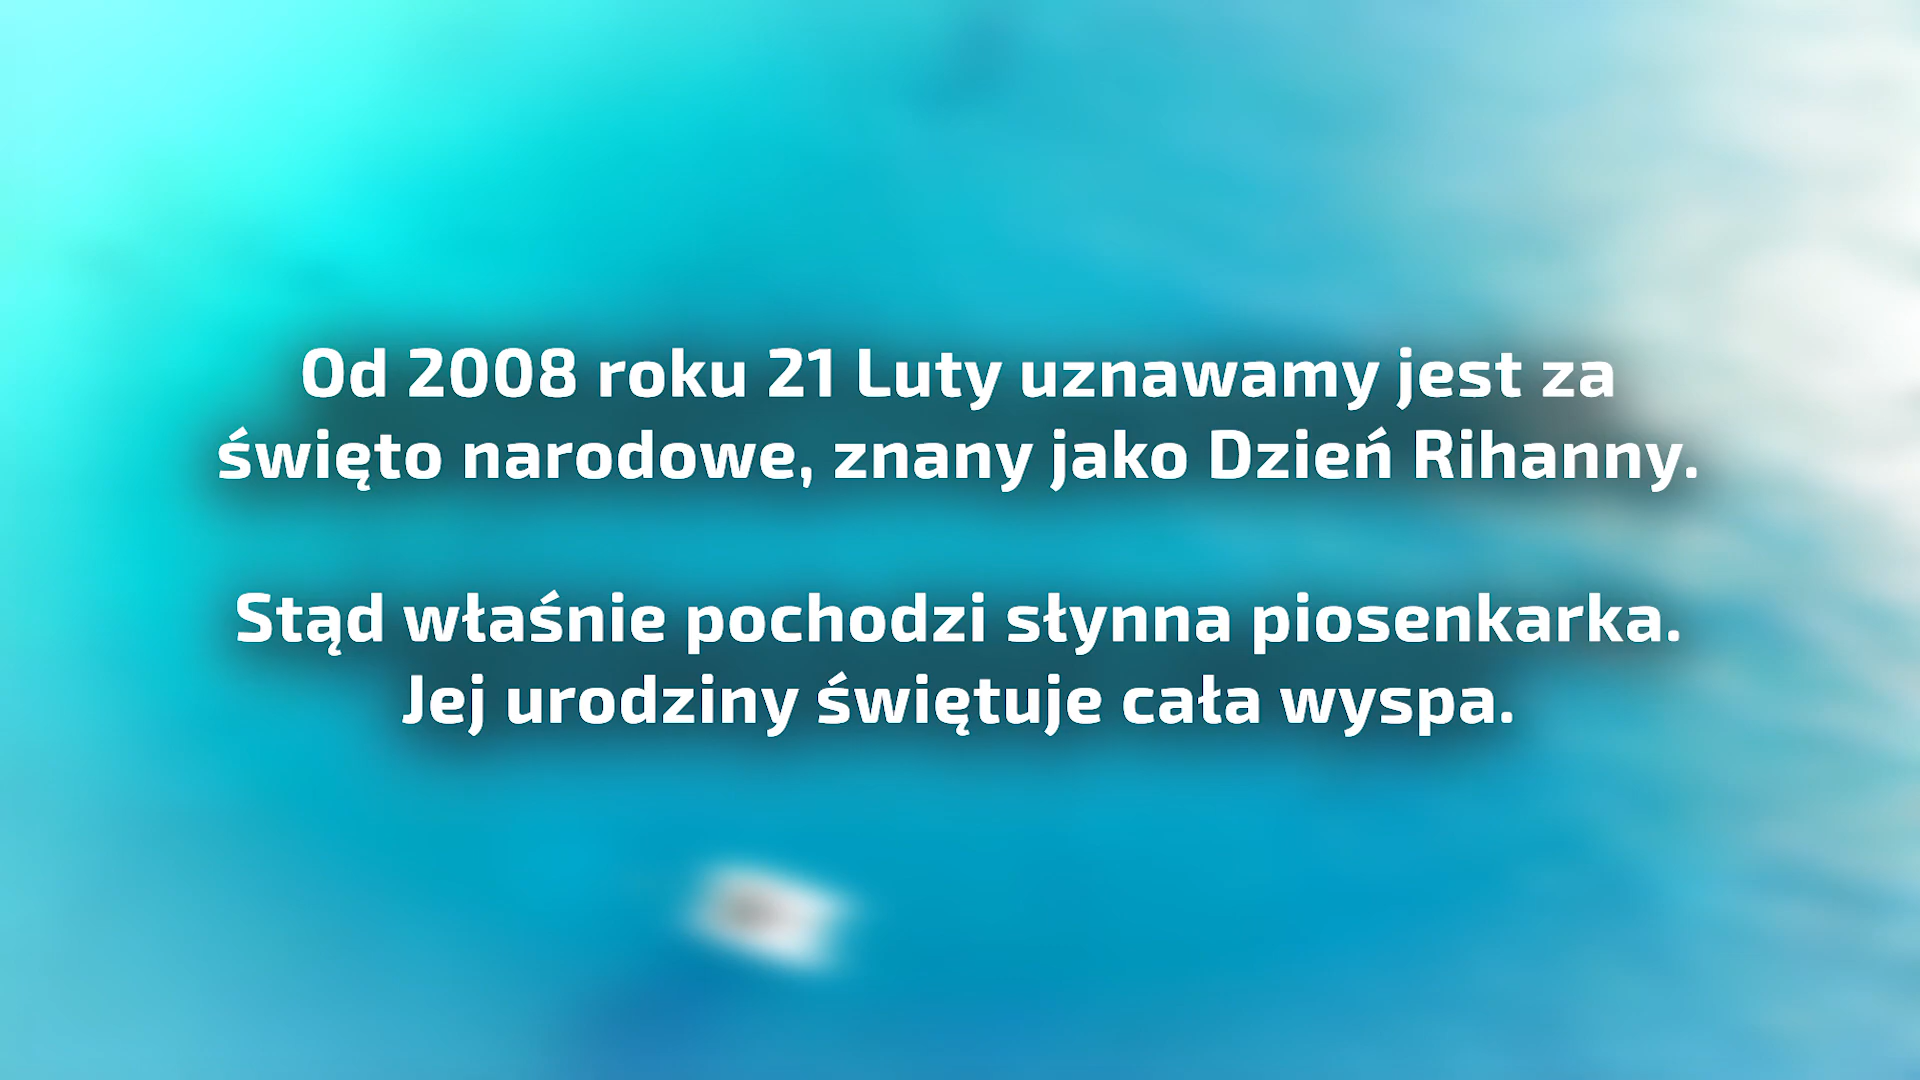 Od 2008 roku 21 Luty uznawamy jest za
święto narodowe, znany jako Dzień Rihanny.
Stąd właśnie pochodzi słynna piosenkarka.
Jej urodziny świętuje cała wyspa.